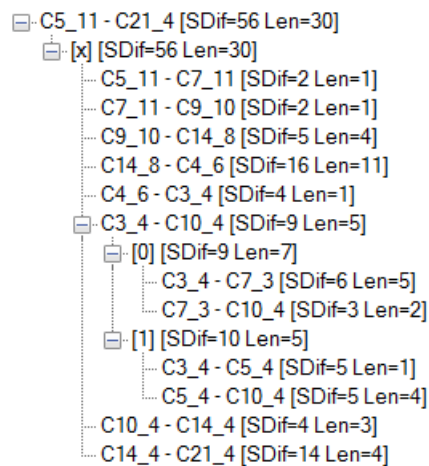 C5_11 - C21_4 [SDif=56 Len=30]
[x] [SDif=56 Len=30]
C5_11 - C7_11 [SDif=2 Len=1]
C7_11 - C9_10 [SDif=2 Len=1]
C9_10 - C14_8 [SDif=5 Len=4]
C14_8 - C4_6 [SDif=16 Len=11]
C4_6 - C3_4 [SDif=4 Len=1]
C3_4 - C10_4 [SDif=9 Len=5]
[0] [SDif=9 Len=7]
C3_4 - C7_3 [SDif=6 Len=5]
C7_3 - C10_4 [SDif=3 Len=2]
[1] [SDif=10 Len=5]
C3_4 - C5_4 [SDif=5 Len=1]
C5_4 - C10_4 [SDif=5 Len=4]
C10_4 - C14_4 [SDif=4 Len=3]
C14_4 - C21_4 [SDif=14 Len=4]